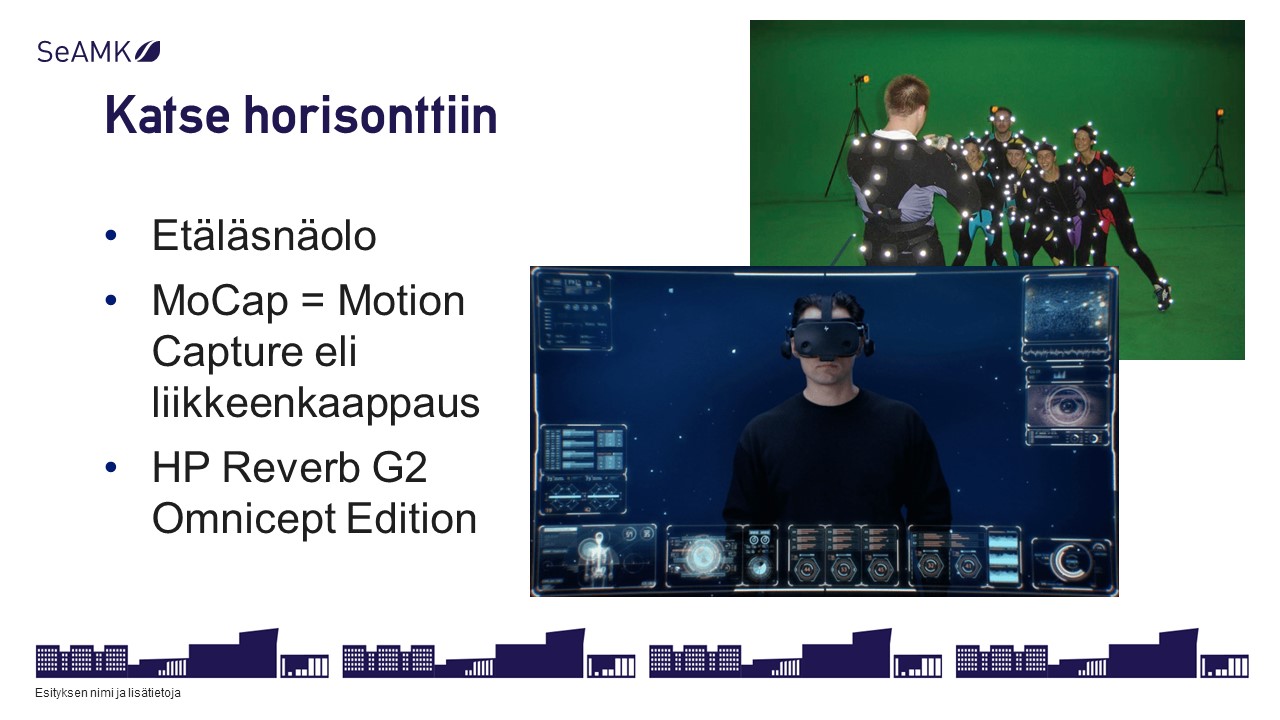 SeAMK
Katse horisonttiin
• Etäläsnäolo
• MoCap = Motion
Capture eli
liikkeenkaappaus
• HP Reverb G2
Omnicept Edition
Esityksen nimi ja lisätietoja